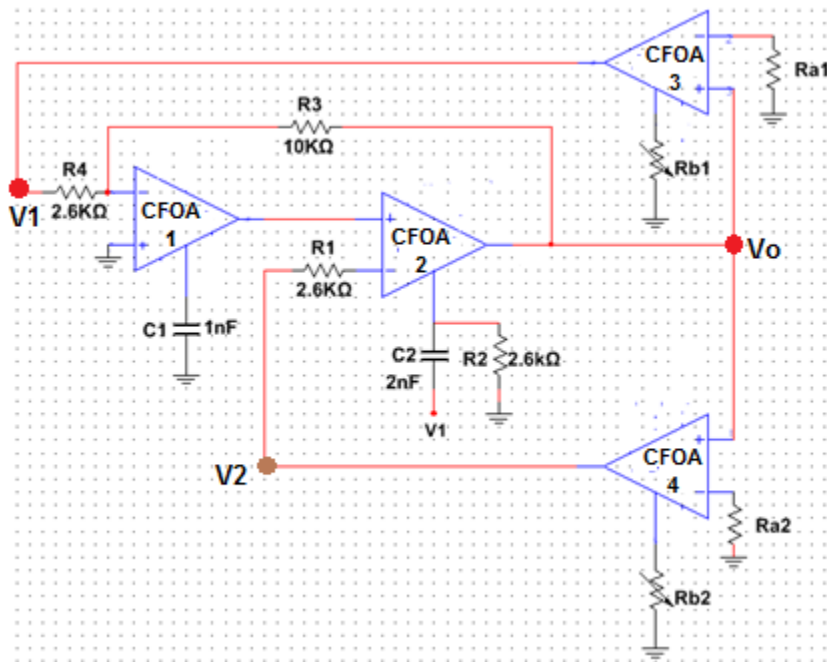 CFOA
3
Ra1
R3
10KΩ
Rb1
R4
2.6KΩ
V1
CFOA
1
CFOA
2
R1
2.6KΩ
Vo
C1
1nF
C2
2nF
R2
2.6kΩ
V1
V2
CFOA
4
Ra2
Rb2